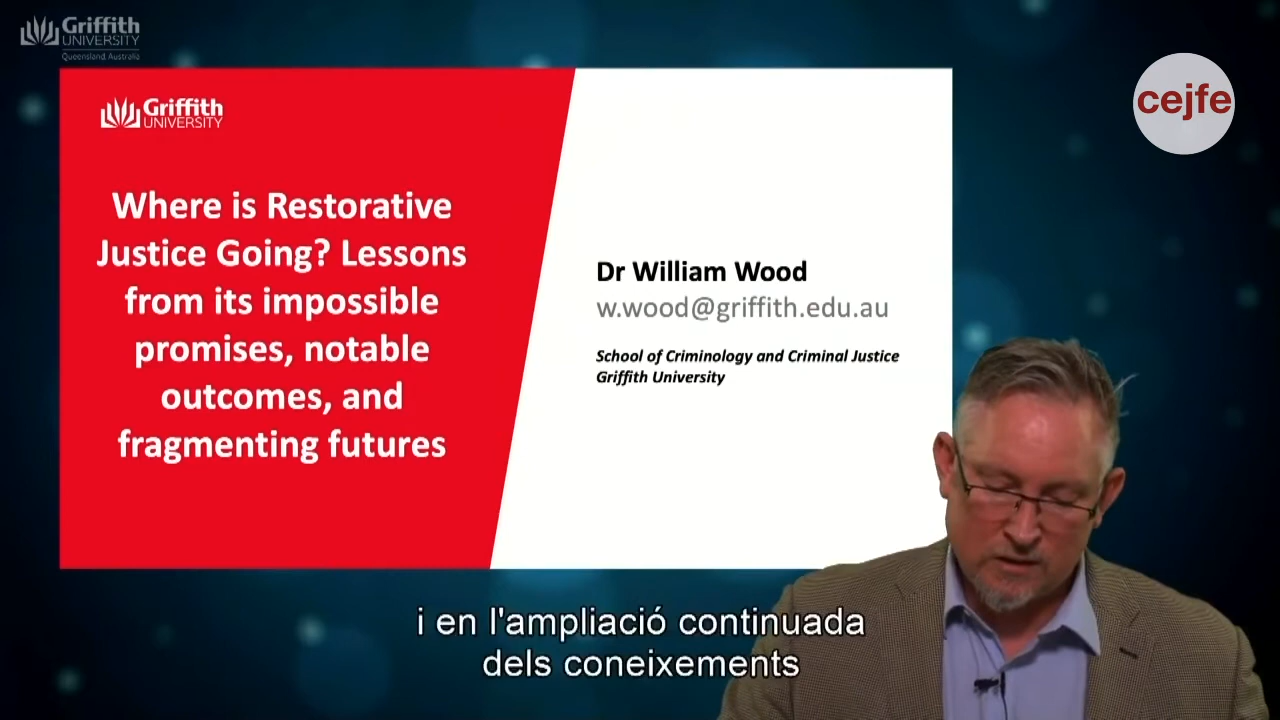 Griffith
UNIVERSITY
Queensland, Australia
cejfe
Griffith
UNIVERSITY
Where is Restorative
Justice Going? Lessons
from its impossible
promises, notable
outcomes, and
fragmenting futures
Dr William Wood
w.wood@griffith.edu.au
School of Criminology and Criminal Justice
Griffith University
i en l'ampliació continuada
dels coneixements